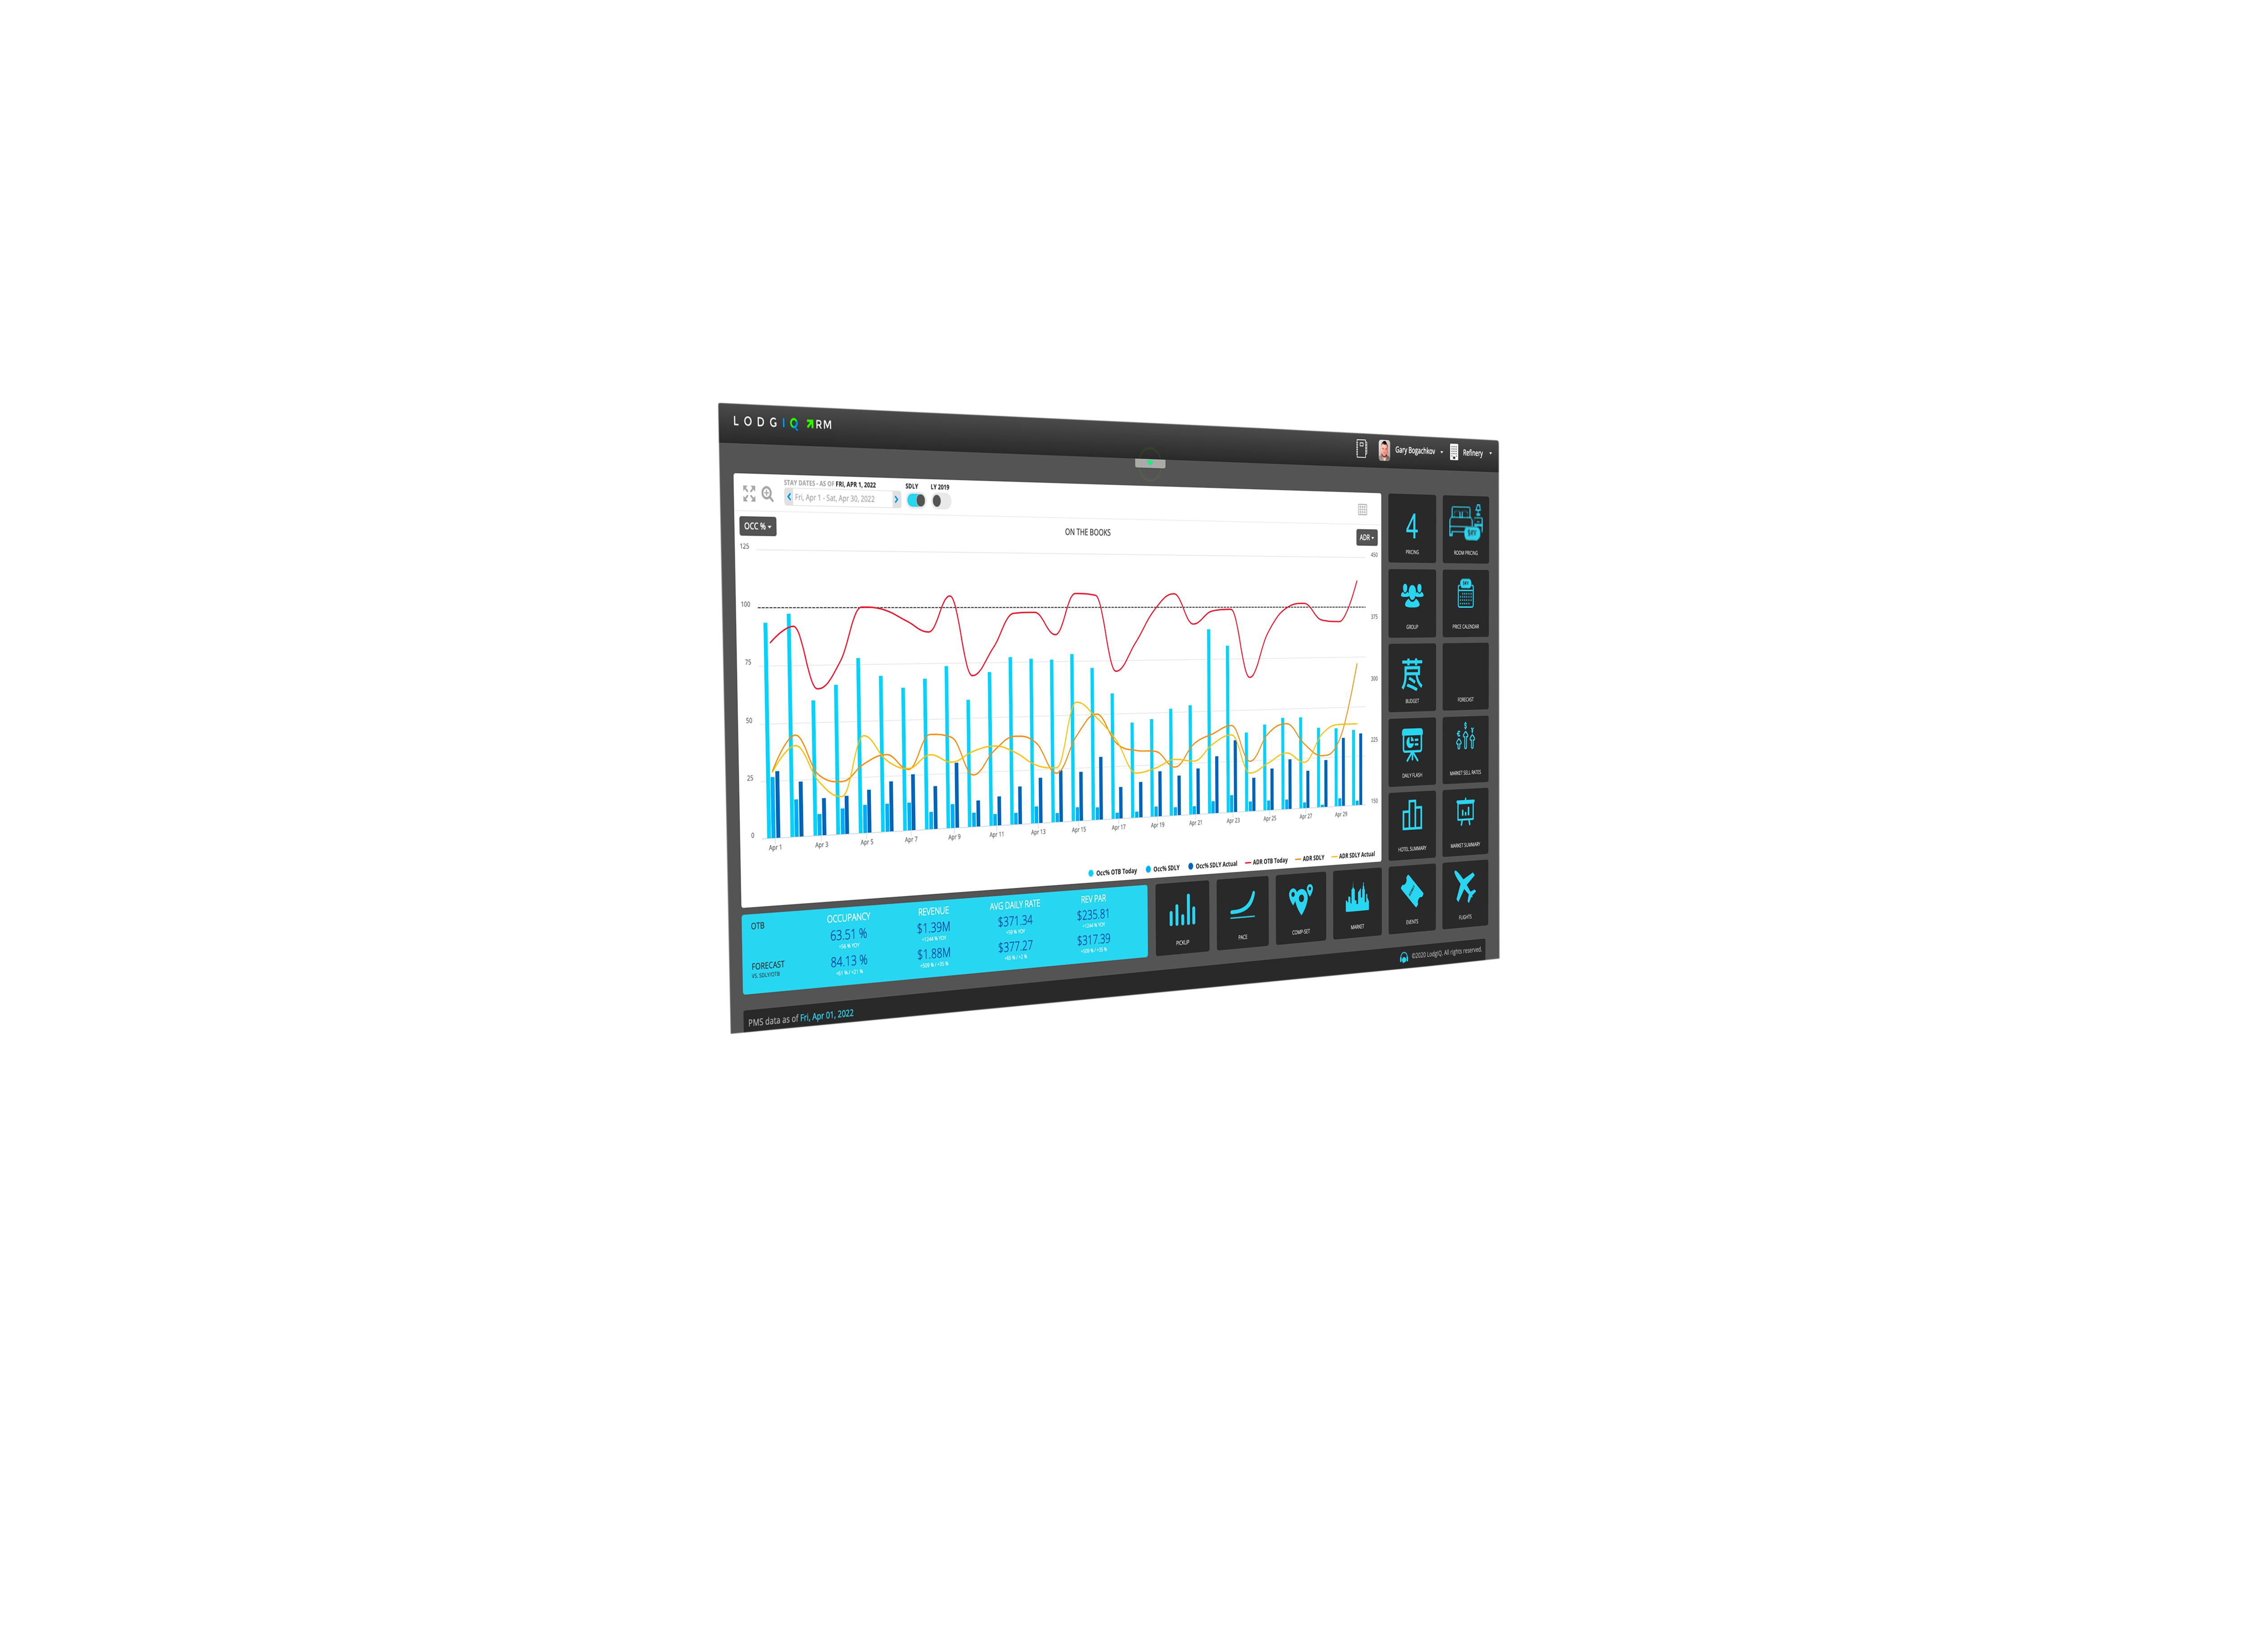 LODGIQ RM
Gary Bogachkov
Refinery
STAY DATES - AS OF FRI, APR 1, 2022
SDLY
LY 2019
Fri, Apr 1 - Sat, Apr 30, 2022
OCC %
ON THE BOOKS
ADR
125
100
75
50
25
0
450
375
300
225
150
Apr 1
Apr 3
Apr 5
Apr 7
Apr 9
Apr 11
Apr 13
Apr 15
Apr 17
Apr 19
Apr 21
Apr 23
Apr 25
Apr 27
Apr 29
Occ% OTB Today
Occ% SDLY
Occ% SDLY Actual
ADR OTB Today
ADR SDLY
ADR SDLY Actual
4
PRICING
ROOM PRICING
GROUP
PRICE CALENDAR
BUDGET
FORECAST
DAILY FLASH
MARKET SELL RATES
HOTEL SUMMARY
MARKET SUMMARY
EVENTS
FLIGHTS
PICKUP
PACE
COMP-SET
MARKET
OTB
OCCUPANCY
REVENUE
AVG DAILY RATE
REV PAR
63.51 %
$1.39M
$371.34
$235.81
+1244 % YOY
+1244 % YOY
FORECAST
VS. SDLY/OTB
84.13 %
$1.88M
$377.27
$317.39
PMS data as of Fri, Apr 01, 2022
©2020 LodgIQ. All rights reserved.